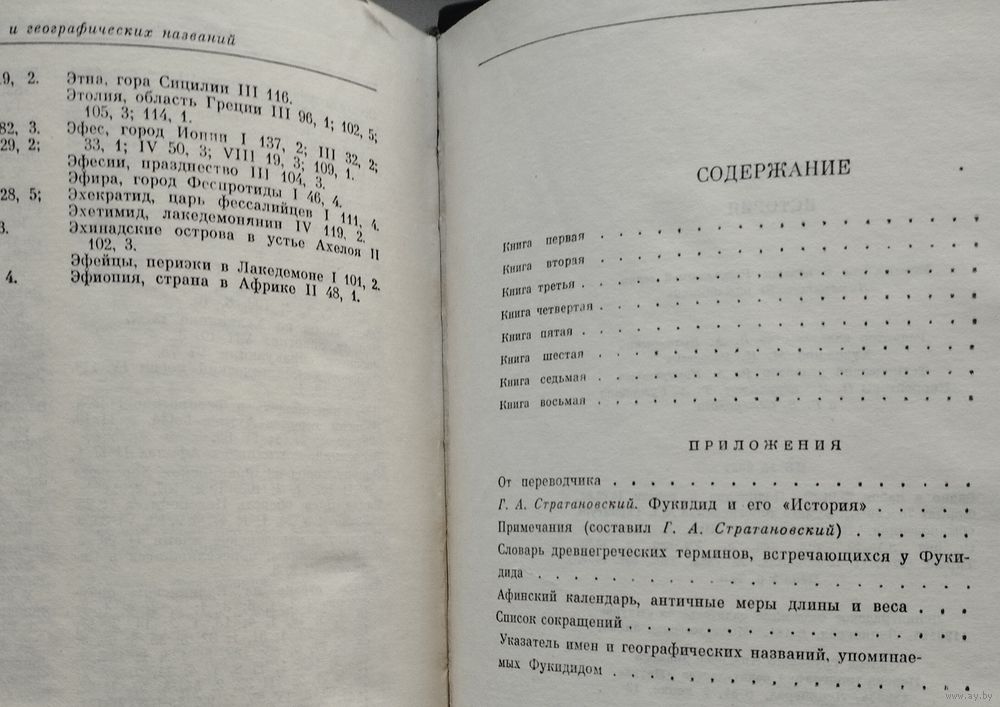 и географических названий
19, 2.
Этна, гора Сицилии III 116.
Этолия, область Греции III 96, 1; 102, 5;
105, 3; 114, 1.
82, 3.
Эфес, город Ионии I 137, 2; III 32, 2;
29, 2;
33, 1; IV 50, 3; VIII 19, 3; 109, 1.
Эфесии, празднество III 104, 3.
Эфира, город Феспротиды I 46, 4.
28, 5;
Эхекратид, царь фессалийцев I 111, 4.
Эхетимид, лакедемонянин IV 119, 2.
3.
Эхинадские острова в устье Ахелоя II
102, 3.
Эфейцы, периэки в Лакедемоне I 101, 2.
4.
Эфиопия, страна в Африке II 48, 1.
СОДЕРЖАНИЕ
Книга первая . . . . . . . . . . . . . . . .
Книга вторая . . . . . . . . . . . . . . . .
Книга третья . . . . . . . . . . . . . . . .
Книга четвертая . . . . . . . . . . . . . . .
Книга пятая . . . . . . . . . . . . . . . .
Книга шестая . . . . . . . . . . . . . . . .
Книга седьмая . . . . . . . . . . . . . . . .
Книга восьмая . . . . . . . . . . . . . . . .
ПРИЛОЖЕНИЯ
От переводчика . . . . . . . . . . . . . . .
Г. А. Стратановский. Фукидид и его «История» . . . . .
Примечания (составил Г. А. Стратановский) . . . . . .
Словарь древнегреческих терминов, встречающихся у Фуки-
дида . . . . . . . . . . . . . . . . . . .
Афинский календарь, античные меры длины и веса . . .
Список сокращений . . . . . . . . . . . . . .
Указатель имен и географических названий, упоминае-
мых Фукидидом . . . . . . . . . . . . . . .
www.ay.by